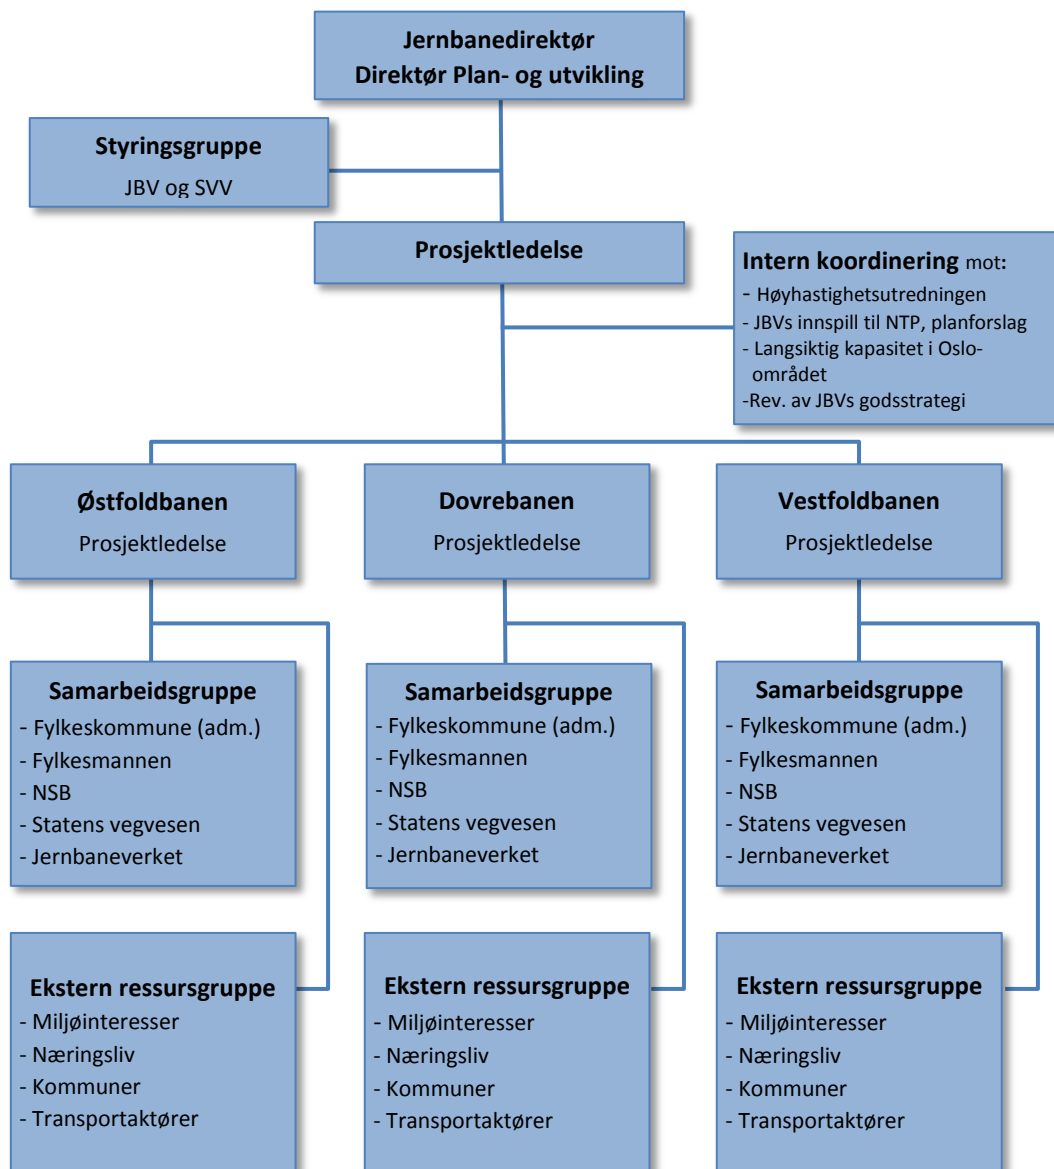 Jernbanedirektør
Direktør Plan- og utvikling
Styringsgruppe
JBV og SVV
Prosjektledelse
Intern koordinering mot:
- Høyhastighetsutredningen
- JBVs innspill til NTP, planforslag
- Langsiktig kapasitet i Oslo-
området
-Rev. av JBVs godsstrategi
Østfoldbanen
Prosjektledelse
Dovrebanen
Prosjektledelse
Vestfoldbanen
Prosjektledelse
Samarbeidsgruppe
- Fylkeskommune (adm.)
- Fylkesmannen
- NSB
- Statens vegvesen
- Jernbaneverket
Samarbeidsgruppe
- Fylkeskommune (adm.)
- Fylkesmannen
- NSB
- Statens vegvesen
- Jernbaneverket
Samarbeidsgruppe
- Fylkeskommune (adm.)
- Fylkesmannen
- NSB
- Statens vegvesen
- Jernbaneverket
Ekstern ressursgruppe
- Miljøinteresser
- Næringsliv
- Kommuner
- Transportaktører
Ekstern ressursgruppe
- Miljøinteresser
- Næringsliv
- Kommuner
- Transportaktører
Ekstern ressursgruppe
- Miljøinteresser
- Næringsliv
- Kommuner
- Transportaktører